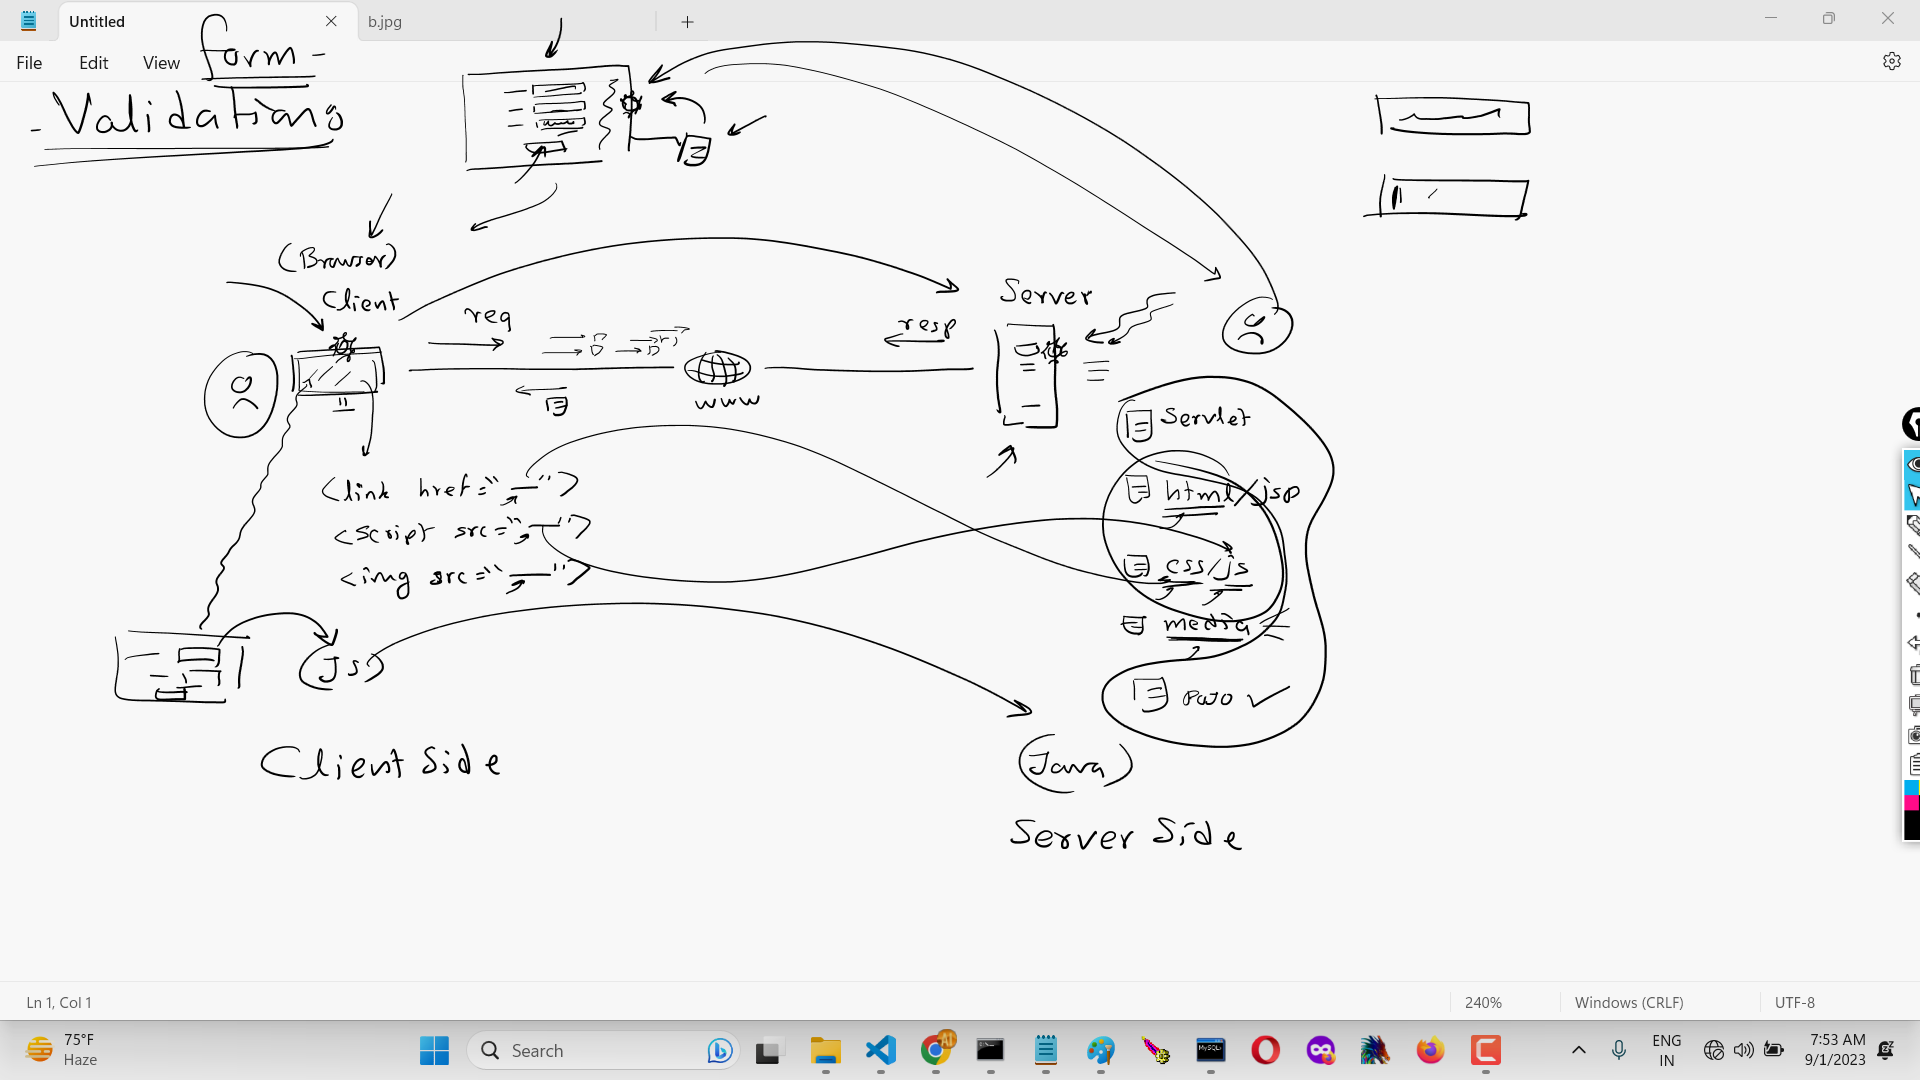 Untitled
b.jpg
File
Edit
View
form -
- Validations
(Browser)
Client
req
resp
Server
www
Servlet
html/jsp
css/js
media
POJO
<link href="—">
<script src="—">
<img src="—">
(JS)
(Java)
Client Side
Server Side
Ln 1, Col 1
240%
Windows (CRLF)
UTF-8
75°F
Haze
Search
ENG
IN
7:53 AM
9/1/2023